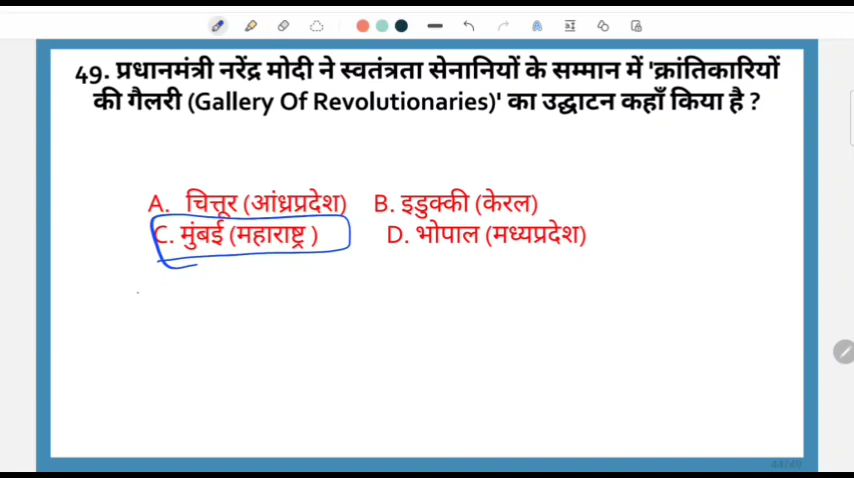 49. प्रधानमंत्री नरेंद्र मोदी ने स्वतंत्रता सेनानियों के सम्मान में 'क्रांतिकारियों
की गैलरी (Gallery Of Revolutionaries)' का उद्घाटन कहाँ किया है ?
A. चित्तूर (आंध्रप्रदेश) B. इडुक्की (केरल)
C. मुंबई (महाराष्ट्र ) D. भोपाल (मध्यप्रदेश)